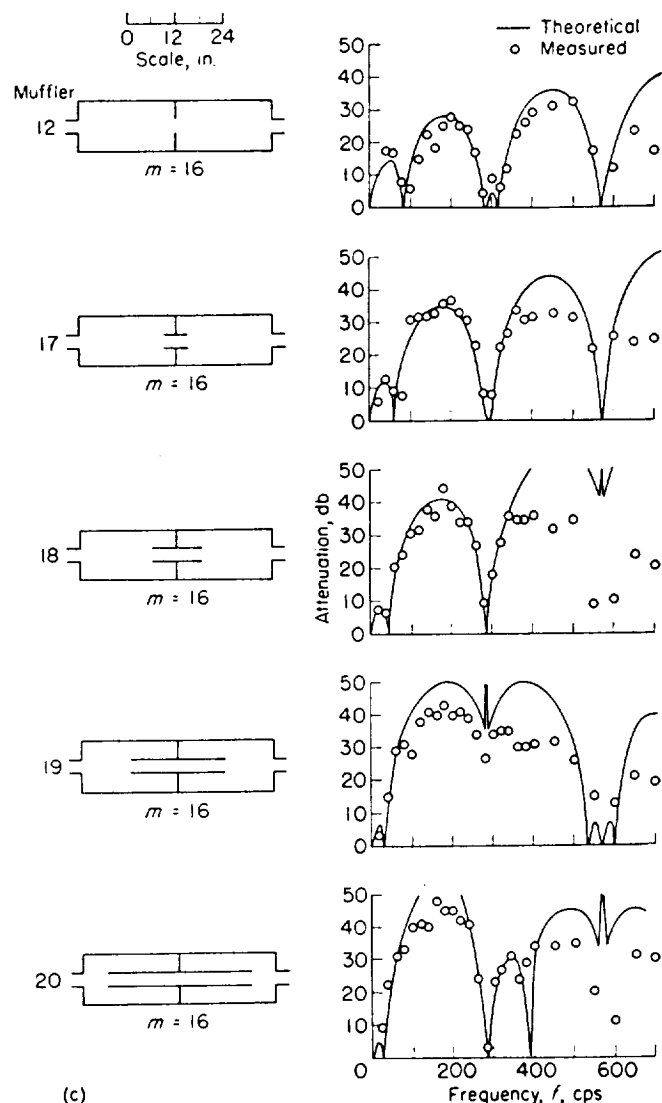 0 12 24
Scale, in.
Muffler
— Theoretical
o Measured
12
m = 16
50
40
30
20
10
0
17
m = 16
50
40
30
20
10
0
18
m = 16
Attenuation, db
50
40
30
20
10
0
19
m = 16
50
40
30
20
10
0
20
m = 16
50
40
30
20
10
0
0 200 400 600
Frequency, f, cps
(c)